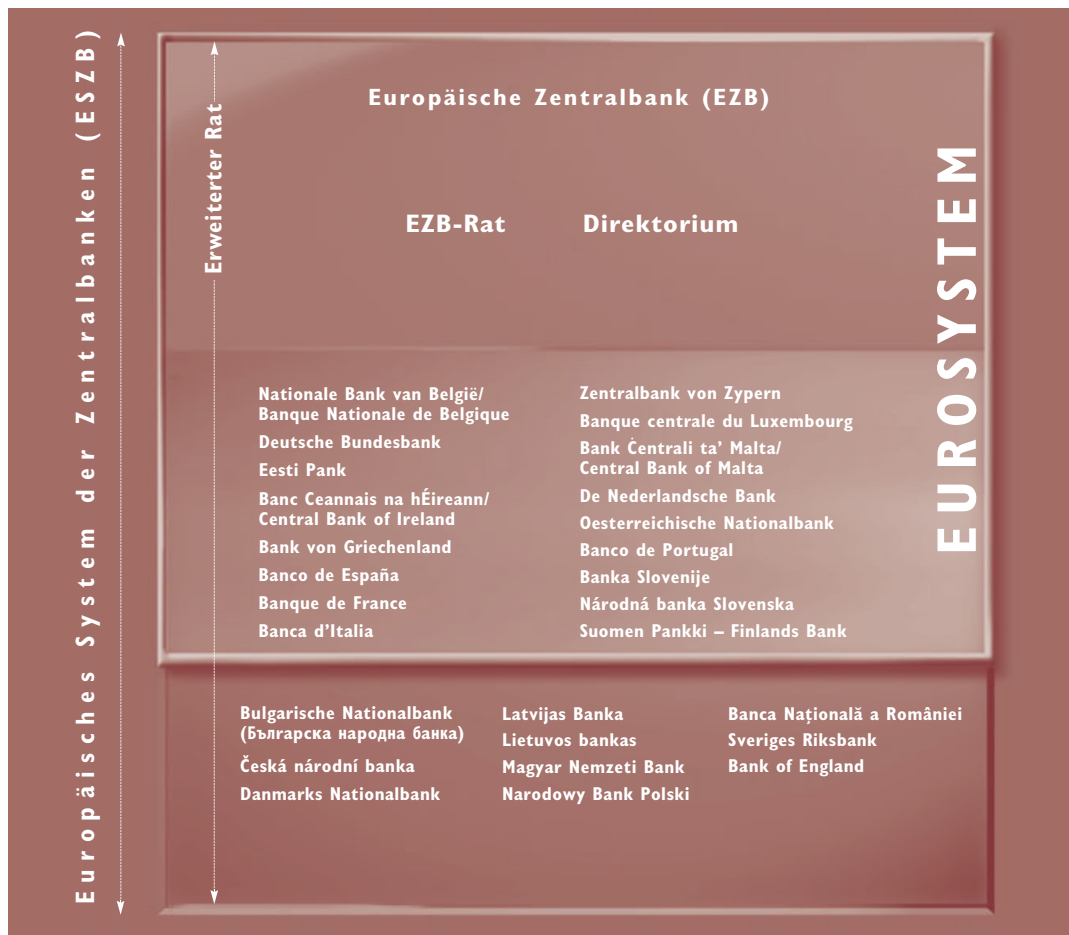 Europäisches System der Zentralbanken (ESZB)
Erweiterter Rat
Europäische Zentralbank (EZB)
EZB-Rat
Direktorium
EUROSYSTEM
Nationale Bank van België/
Banque Nationale de Belgique
Deutsche Bundesbank
Eesti Pank
Banc Ceannais na hÉireann/
Central Bank of Ireland
Bank von Griechenland
Banco de España
Banque de France
Banca d’Italia
Zentralbank von Zypern
Banque centrale du Luxembourg
Bank Ċentrali ta’ Malta/
Central Bank of Malta
De Nederlandsche Bank
Oesterreichische Nationalbank
Banco de Portugal
Banka Slovenije
Národná banka Slovenska
Suomen Pankki – Finlands Bank
Bulgarische Nationalbank
(Българска народна банка)
Česká národní banka
Danmarks Nationalbank
Latvijas Banka
Lietuvos bankas
Magyar Nemzeti Bank
Narodowy Bank Polski
Banca Națională a României
Sveriges Riksbank
Bank of England